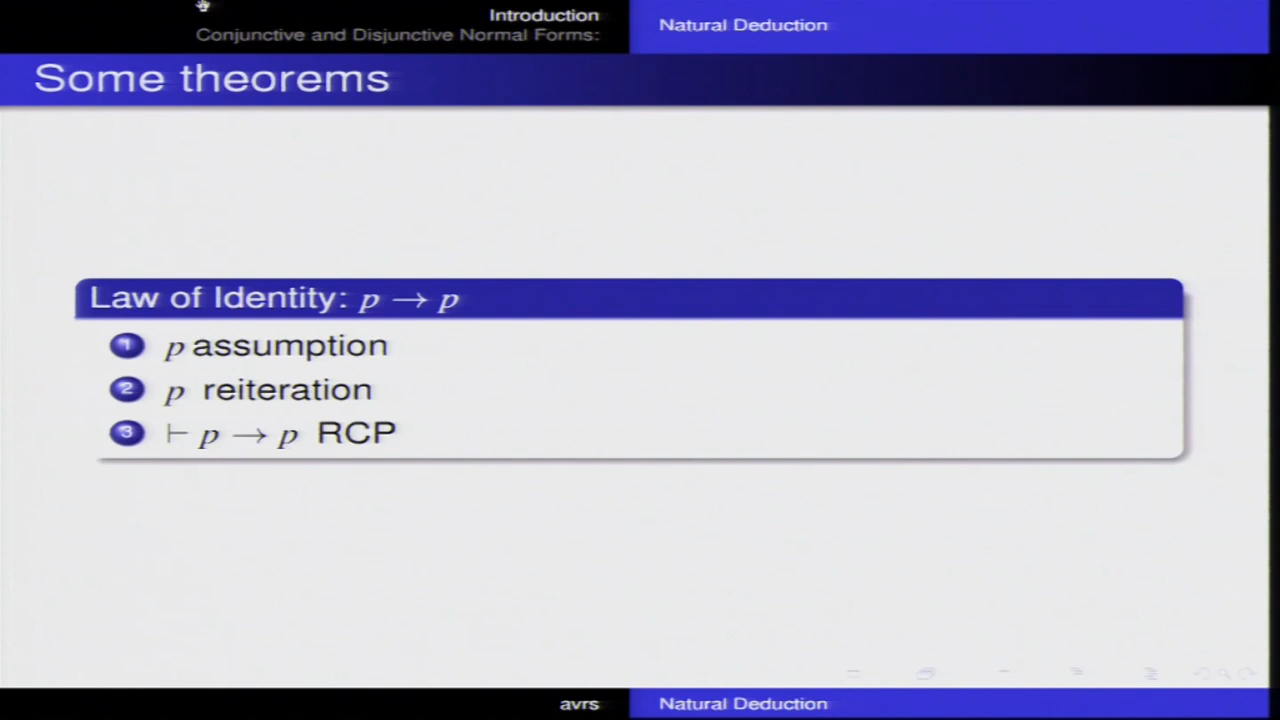 Introduction
Conjunctive and Disjunctive Normal Forms:
Natural Deduction
Some theorems
Law of Identity: p → p
1 p assumption
2 p reiteration
3 ⊢ p → p RCP
avrs
Natural Deduction